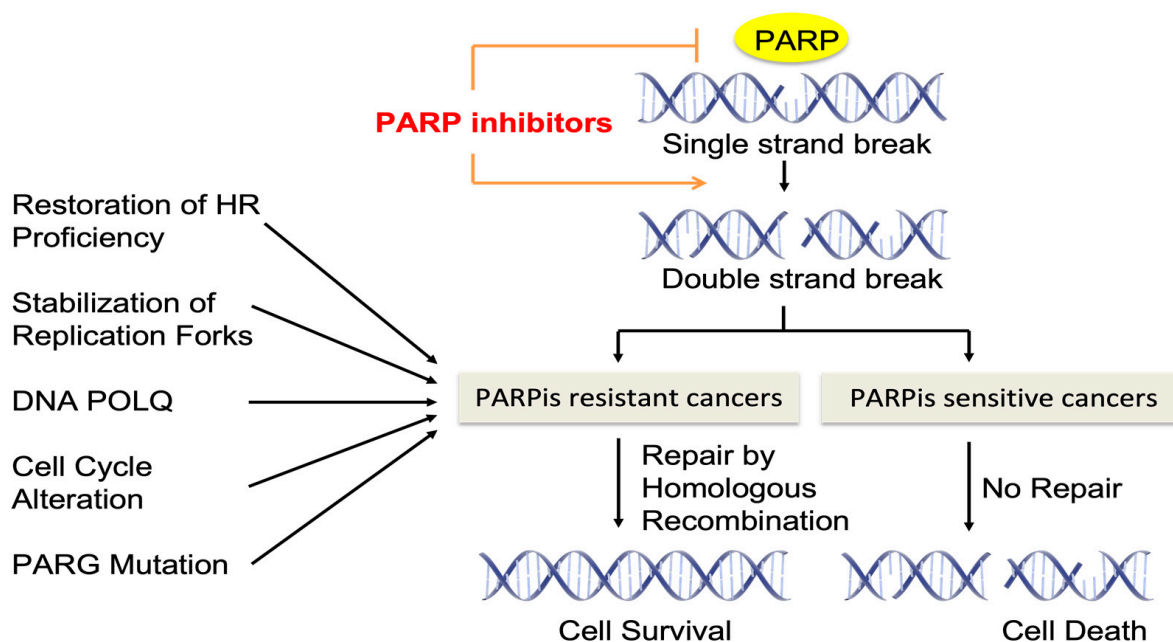 PARP
PARP inhibitors
Single strand break
Double strand break
Restoration of HR
Proficiency
Stabilization of
Replication Forks
DNA POLQ
Cell Cycle
Alteration
PARG Mutation
PARPis resistant cancers
PARPis sensitive cancers
Repair by
Homologous
Recombination
No Repair
Cell Survival
Cell Death